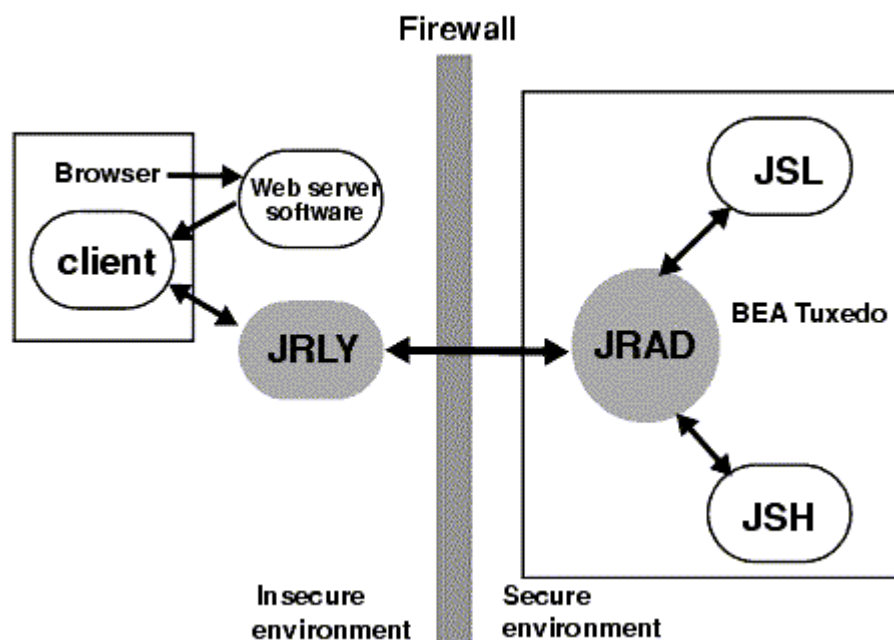 Firewall
Browser
Web server
software
client
JRLY
JSL
JRAD
BEA Tuxedo
JSH
Insecure
environment
Secure
environment